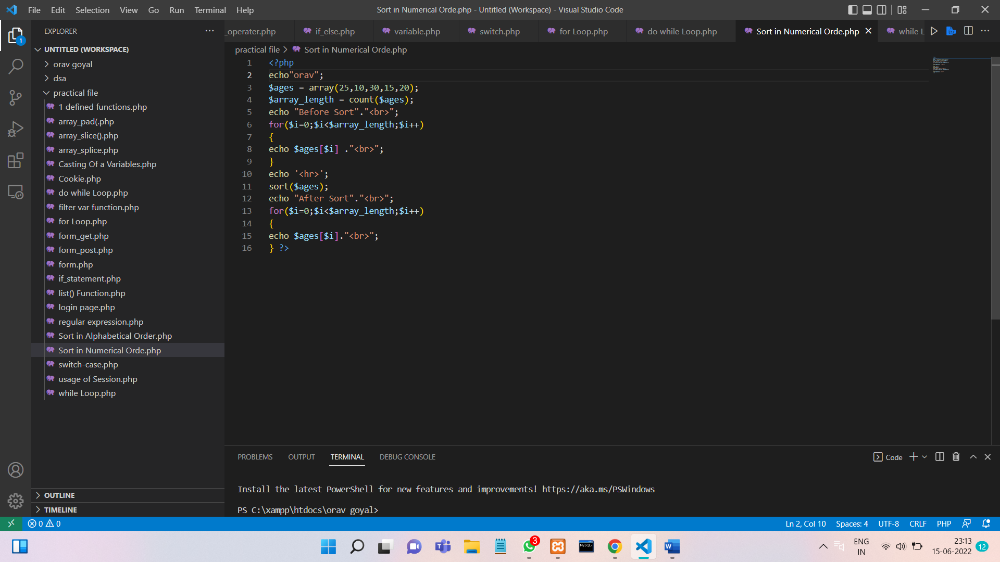 File Edit Selection View Go Run Terminal Help
Sort in Numerical Orde.php - Untitled (Workspace) - Visual Studio Code
EXPLORER
_operater.php if_else.php variable.php switch.php for Loop.php do while Loop.php Sort in Numerical Orde.php while L
1
UNTITLED (WORKSPACE)
orav goyal
dsa
practical file
1 defined functions.php
array_pad(.php
array_slice().php
array_splice.php
Casting Of a Variables.php
Cookie.php
do while Loop.php
filter var function.php
for Loop.php
form_get.php
form_post.php
form.php
if_statement.php
list() Function.php
login page.php
regular expression.php
Sort in Alphabetical Order.php
Sort in Numerical Orde.php
switch-case.php
usage of Session.php
while Loop.php
OUTLINE
TIMELINE
practical file > Sort in Numerical Orde.php
1 <?php
2 echo"orav";
3 $ages = array(25,10,30,15,20);
4 $array_length = count($ages);
5 echo "Before Sort"."<br>";
6 for($i=0;$i<$array_length;$i++)
7 {
8 echo $ages[$i] ."<br>";
9 }
10 echo '<hr>';
11 sort($ages);
12 echo "After Sort"."<br>";
13 for($i=0;$i<$array_length;$i++)
14 {
15 echo $ages[$i]."<br>";
16 } ?>
PROBLEMS OUTPUT TERMINAL DEBUG CONSOLE
Code
Install the latest PowerShell for new features and improvements! https://aka.ms/PSWindows
PS C:\xampp\htdocs\orav goyal>
0 0
Ln 2, Col 10 Spaces: 4 UTF-8 CRLF PHP
3
MySQL
ENG
IN
23:13
15-06-2022
12